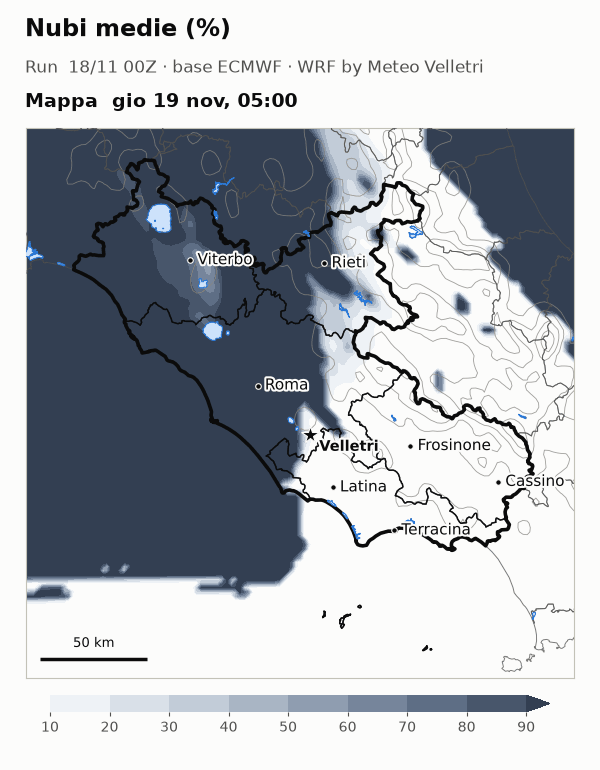 Nubi medie (%)
Run 18/11 00Z · base ECMWF · WRF by Meteo Velletri
Mappa gio 19 nov, 05:00
Viterbo
Rieti
Roma
Velletri
Frosinone
Latina
Cassino
Terracina
50 km
10 20 30 40 50 60 70 80 90